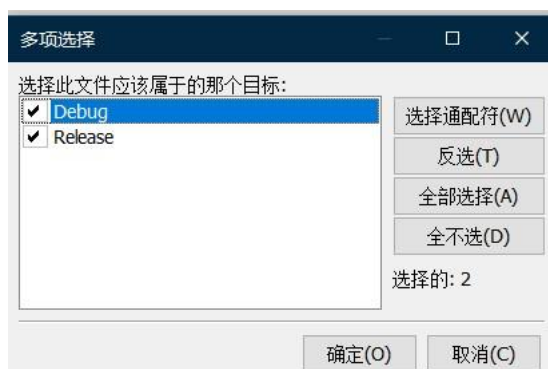 多项选择
选择此文件应该属于的那个目标:
Debug
Release
选择通配符(W)
反选(T)
全部选择(A)
全不选(D)
选择的: 2
确定(O)
取消(C)